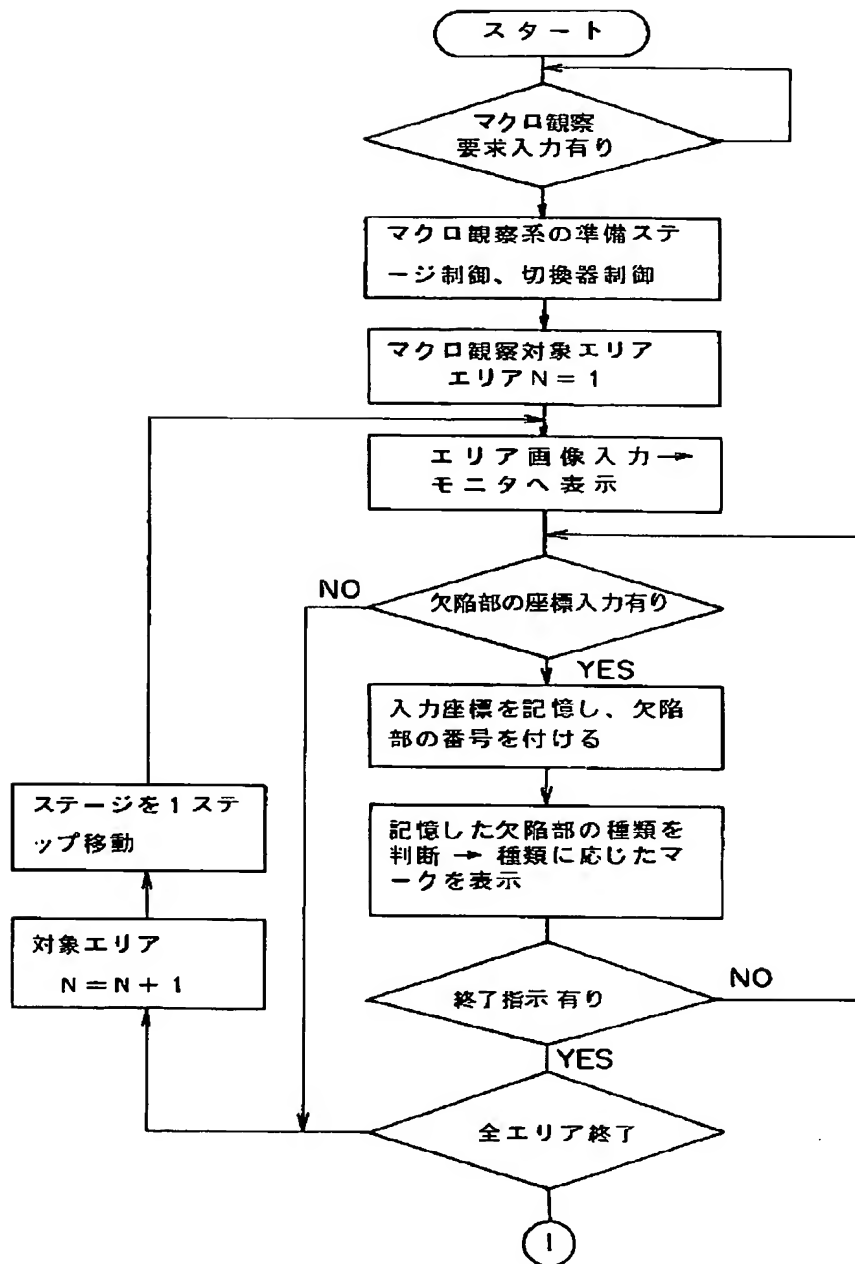 スタート
マクロ観察
要求入力有り
マクロ観察系の準備ステ
ージ制御、切換器制御
マクロ観察対象エリア
エリアN=1
エリア画像入力→
モニタへ表示
NO
欠陥部の座標入力有り
YES
入力座標を記憶し、欠陥
部の番号を付ける
ステージを1ステ
ップ移動
記憶した欠陥部の種類を
判断→種類に応じたマ
ークを表示
対象エリア
N=N+1
終了指示有り
NO
YES
全エリア終了
1